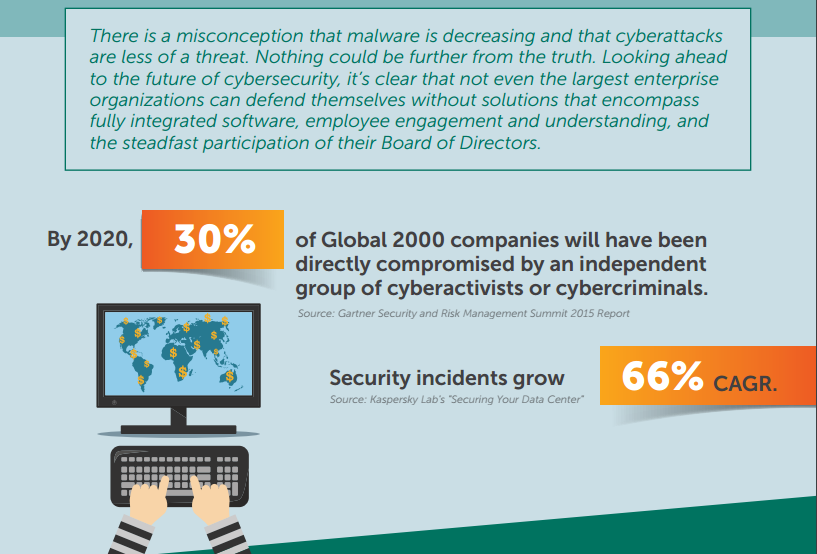 There is a misconception that malware is decreasing and that cyberattacks
are less of a threat. Nothing could be further from the truth. Looking ahead
to the future of cybersecurity, it’s clear that not even the largest enterprise
organizations can defend themselves without solutions that encompass
fully integrated software, employee engagement and understanding, and
the steadfast participation of their Board of Directors.
By 2020, 30% of Global 2000 companies will have been
directly compromised by an independent
group of cyberactivists or cybercriminals.
Source: Gartner Security and Risk Management Summit 2015 Report
$ $ $ $ $ $ $ $ $ $ $ $ $ $ $
Security incidents grow 66% CAGR.
Source: Kaspersky Lab’s “Securing Your Data Center”